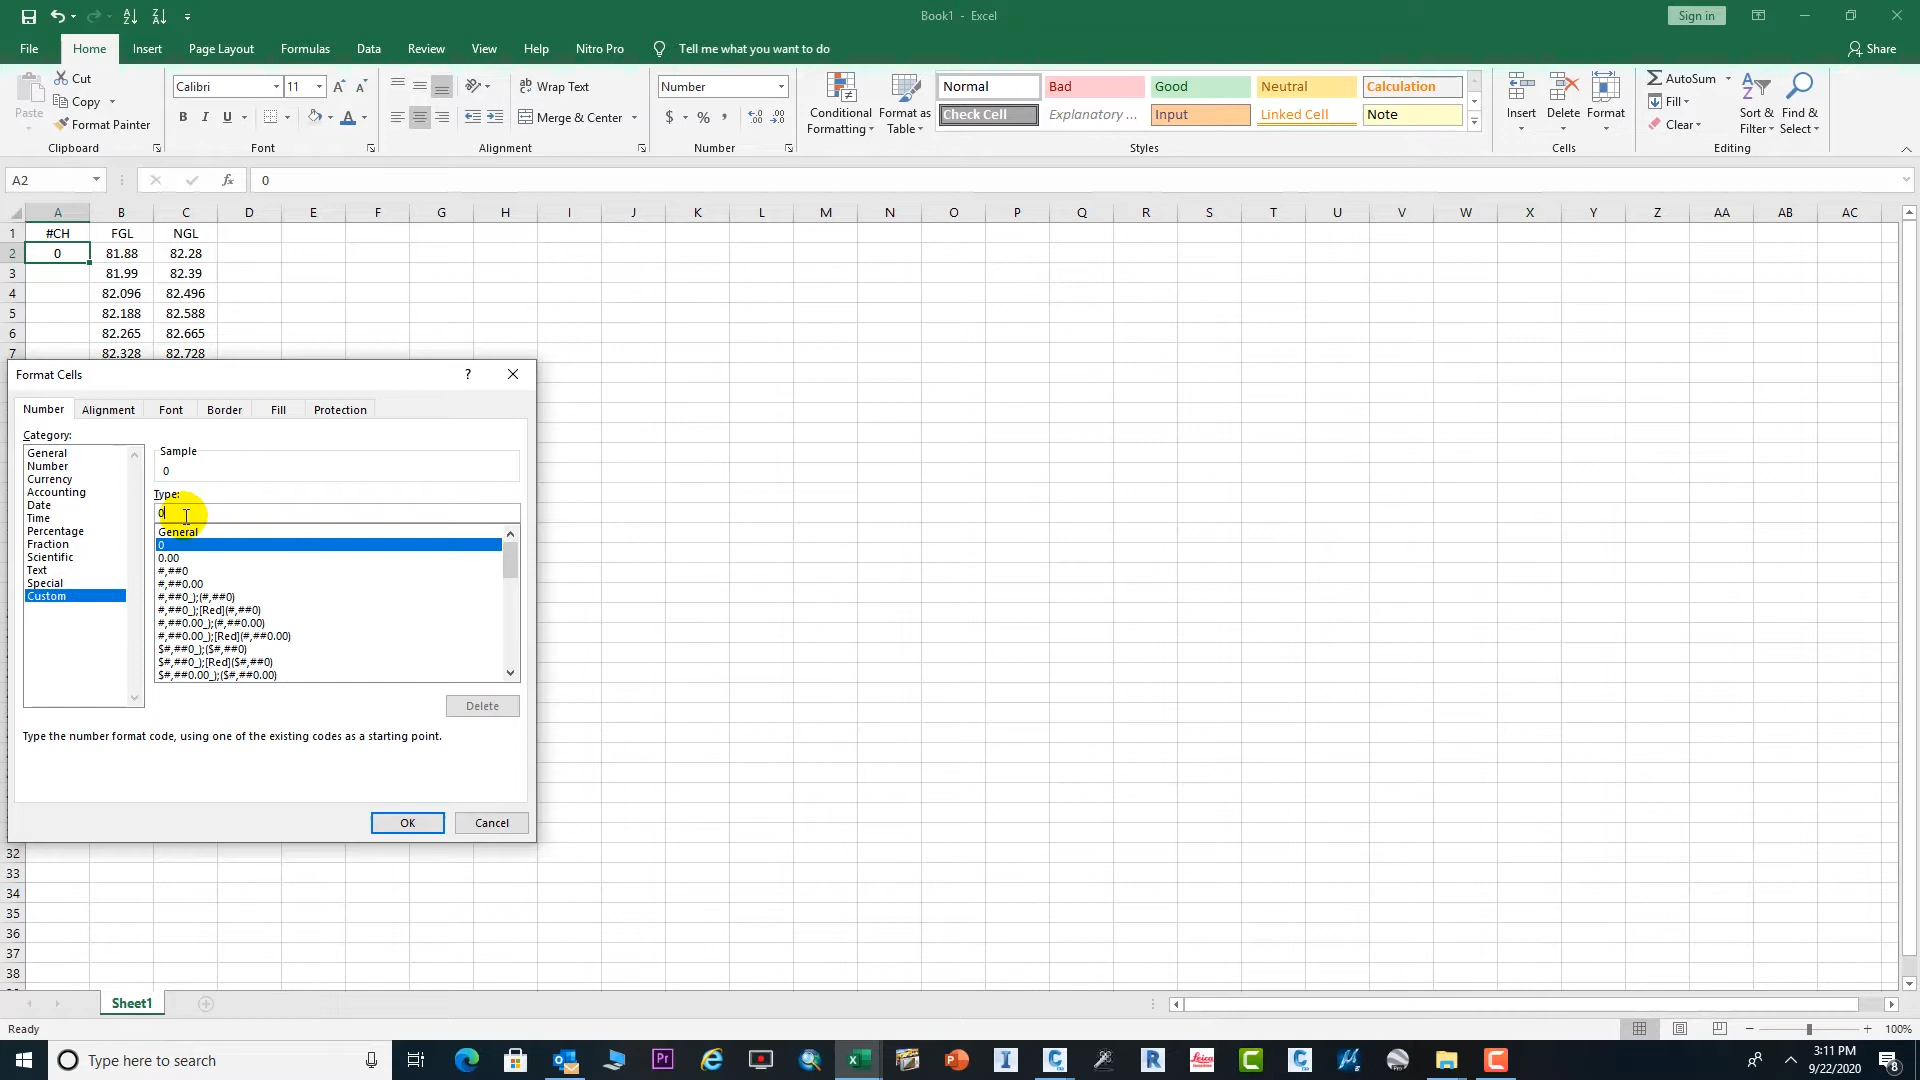 Book1 - Excel
Sign in
File Home Insert Page Layout Formulas Data Review View Help Nitro Pro Tell me what you want to do Share
Paste
Cut
Copy
Format Painter
Clipboard
Calibri 11
B I U A
Font
Wrap Text
Merge & Center
Alignment
Number
$ % ,
Number
Conditional Formatting
Format as Table
Normal Bad Good Neutral Calculation
Check Cell Explanatory ... Input Linked Cell Note
Styles
Insert Delete Format
Cells
AutoSum
Fill
Clear
Sort & Filter
Find & Select
Editing
A2 fx 0
A B C D E F G H I J K L M N O P Q R S T U V W X Y Z AA AB AC
1 #CH FGL NGL
2 0 81.88 82.28
3 81.99 82.39
4 82.096 82.496
5 82.188 82.588
6 82.265 82.665
7 82.328 82.728
Format Cells ?
Number Alignment Font Border Fill Protection
Category:
General
Number
Currency
Accounting
Date
Time
Percentage
Fraction
Scientific
Text
Special
Custom
Sample
0
Type:
0
General
0
0.00
#,##0
#,##0.00
#,##0_);(#,##0)
#,##0_);[Red](#,##0)
#,##0.00_);(#,##0.00)
#,##0.00_);[Red](#,##0.00)
$#,##0_);($#,##0)
$#,##0_);[Red]($#,##0)
$#,##0.00_);($#,##0.00)
Delete
Type the number format code, using one of the existing codes as a starting point.
OK Cancel
32
33
34
35
36
37
38
Sheet1
Ready
100%
Type here to search
3:11 PM
9/22/2020
8